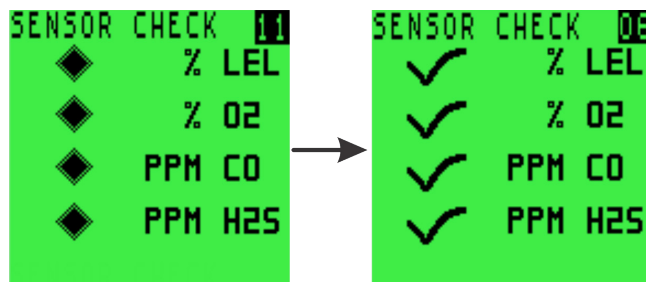 SENSOR CHECK 11
% LEL
% O2
PPM CO
PPM H2S
SENSOR CHECK
% LEL
% O2
PPM CO
PPM H2S